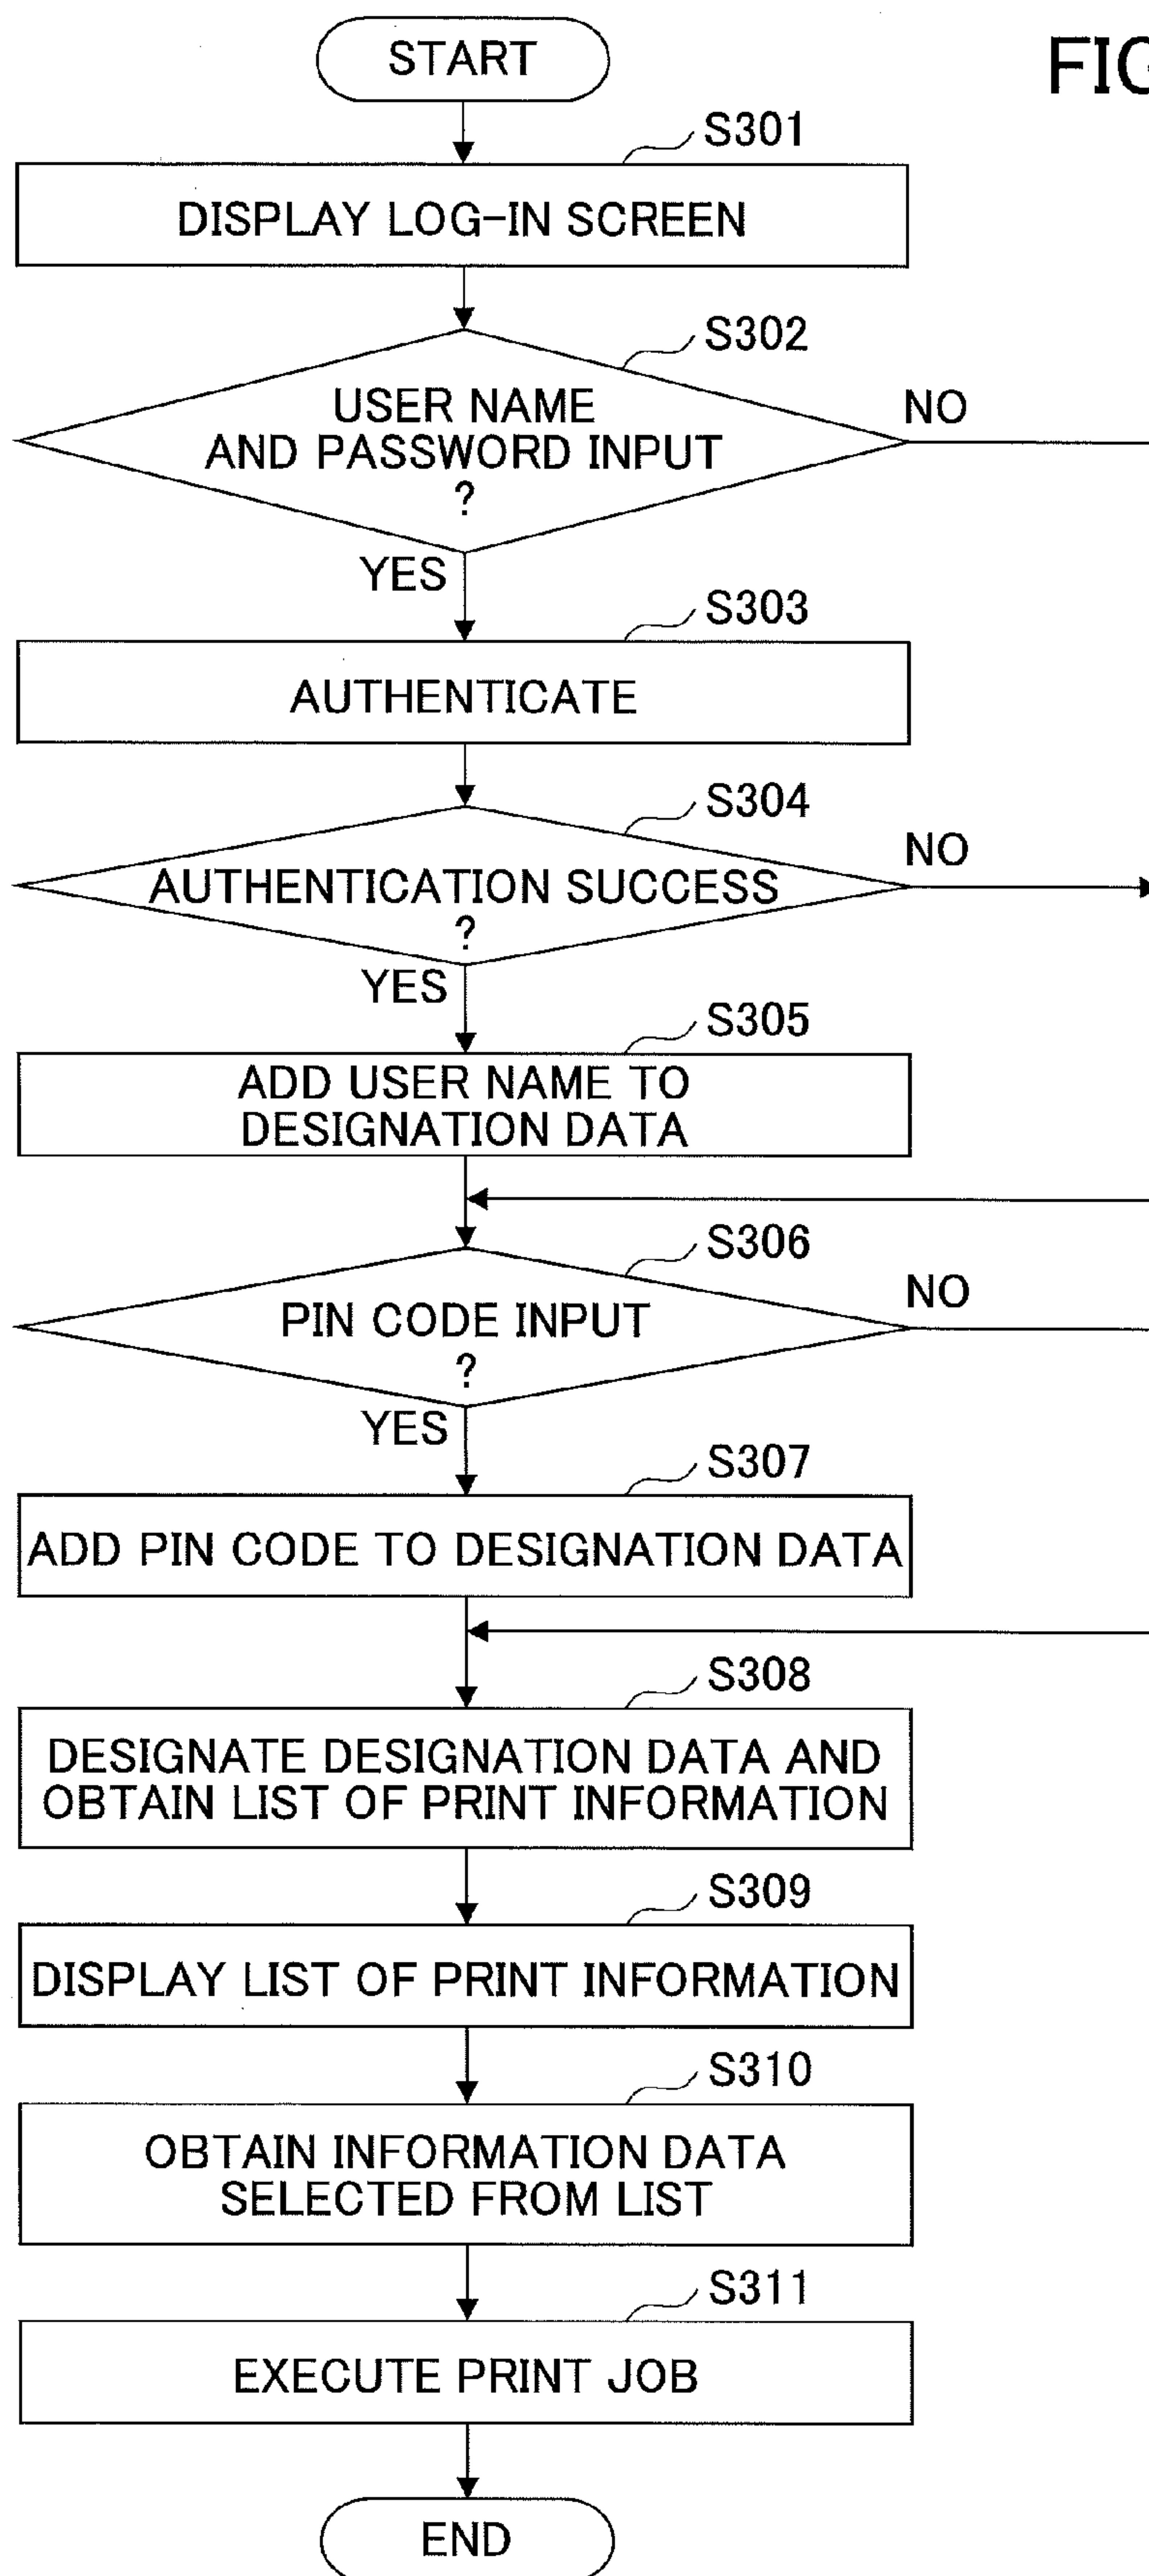 START
FIG
S301
DISPLAY LOG-IN SCREEN
S302
USER NAME
AND PASSWORD INPUT
?
NO
YES
S303
AUTHENTICATE
S304
AUTHENTICATION SUCCESS
?
NO
YES
S305
ADD USER NAME TO
DESIGNATION DATA
S306
PIN CODE INPUT
?
NO
YES
S307
ADD PIN CODE TO DESIGNATION DATA
S308
DESIGNATE DESIGNATION DATA AND
OBTAIN LIST OF PRINT INFORMATION
S309
DISPLAY LIST OF PRINT INFORMATION
S310
OBTAIN INFORMATION DATA
SELECTED FROM LIST
S311
EXECUTE PRINT JOB
END